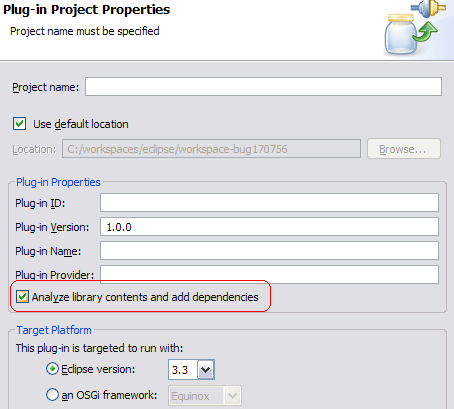 Plug-in Project Properties
Project name must be specified
Project name:
Use default location
Location: C:/workspaces/eclipse/workspace-bug170756 Browse...
Plug-in Properties
Plug-in ID:
Plug-in Version: 1.0.0
Plug-in Name:
Plug-in Provider:
Analyze library contents and add dependencies
Target Platform
This plug-in is targeted to run with:
Eclipse version: 3.3
an OSGi framework: Equinox